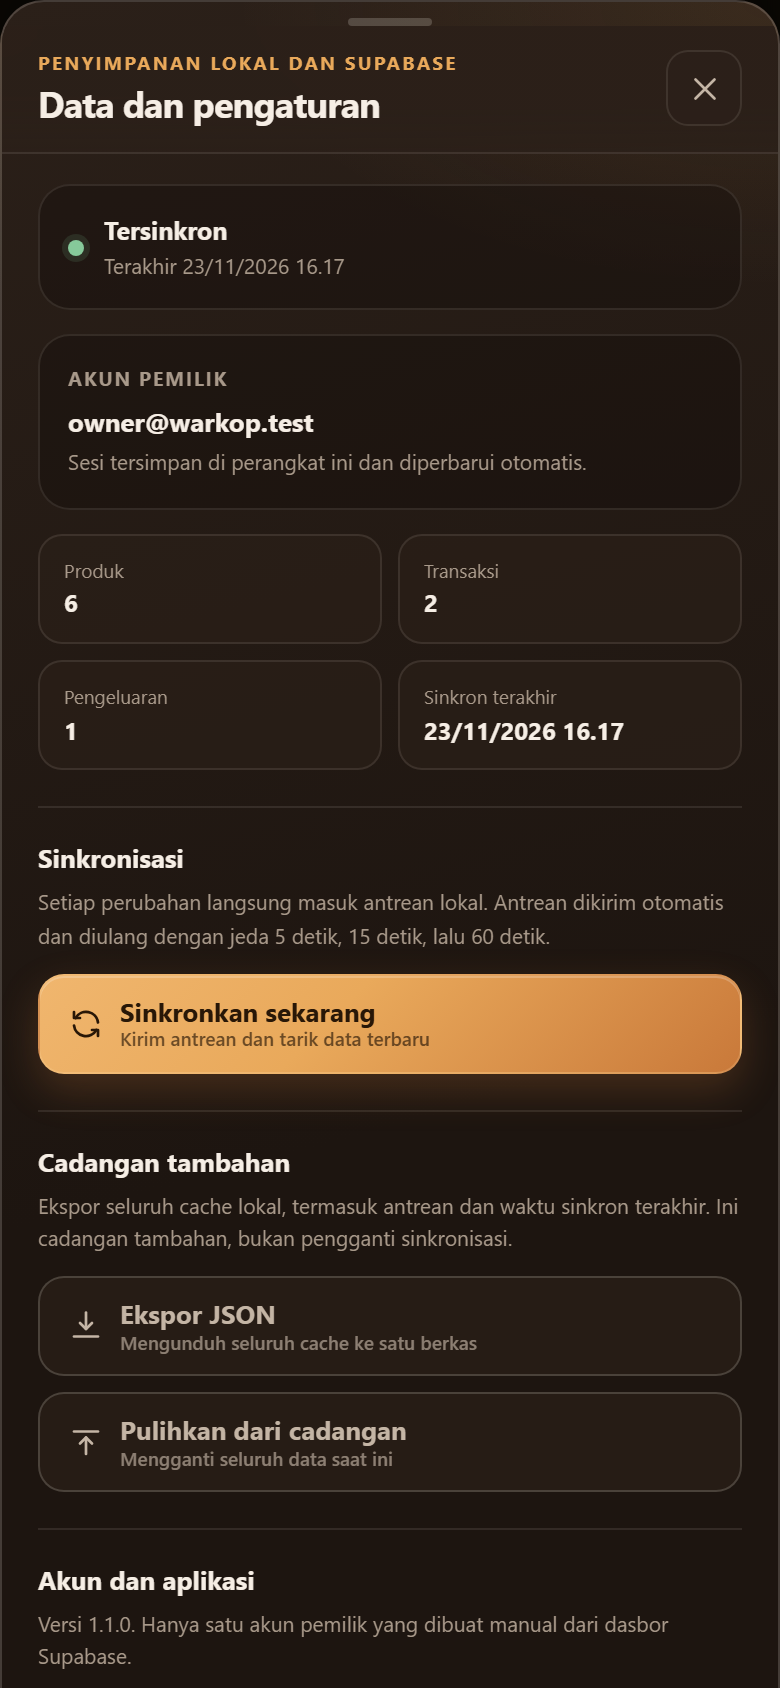 PENYIMPANAN LOKAL DAN SUPABASE
Data dan pengaturan
Tersinkron
Terakhir 23/11/2026 16.17
AKUN PEMILIK
owner@warkop.test
Sesi tersimpan di perangkat ini dan diperbarui otomatis.
Produk
6
Transaksi
2
Pengeluaran
1
Sinkron terakhir
23/11/2026 16.17
Sinkronisasi
Setiap perubahan langsung masuk antrean lokal. Antrean dikirim otomatis
dan diulang dengan jeda 5 detik, 15 detik, lalu 60 detik.
Sinkronkan sekarang
Kirim antrean dan tarik data terbaru
Cadangan tambahan
Ekspor seluruh cache lokal, termasuk antrean dan waktu sinkron terakhir. Ini
cadangan tambahan, bukan pengganti sinkronisasi.
Ekspor JSON
Mengunduh seluruh cache ke satu berkas
Pulihkan dari cadangan
Mengganti seluruh data saat ini
Akun dan aplikasi
Versi 1.1.0. Hanya satu akun pemilik yang dibuat manual dari dasbor
Supabase.